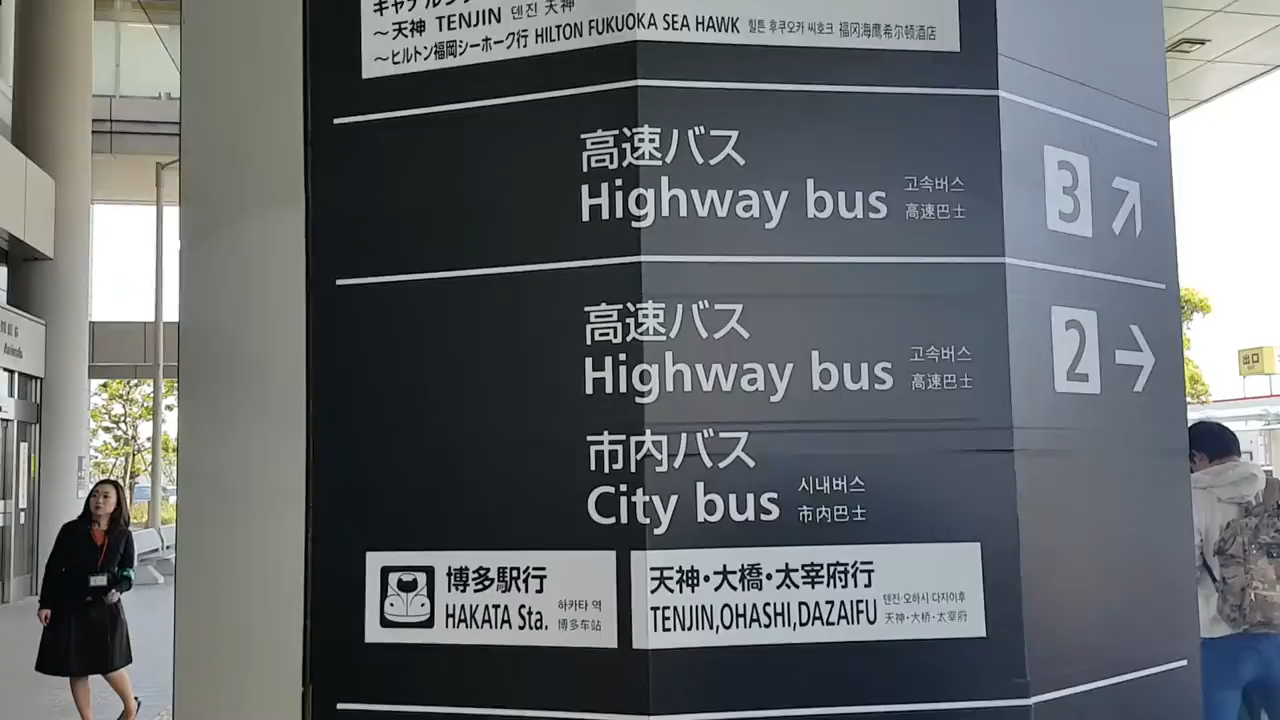 ～天神 TENJIN 텐진 天神
～ヒルトン福岡シーホーク行 HILTON FUKUOKA SEA HAWK 힐튼 후쿠오카 씨호크 福冈海鹰希尔顿酒店
高速バス
Highway bus 고속버스
高速巴士
3
高速バス
Highway bus 고속버스
高速巴士
2
市内バス
City bus 시내버스
市内巴士
博多駅行
HAKATA Sta. 하카타 역
博多车站
天神・大橋・太宰府行
TENJIN,OHASHI,DAZAIFU 텐진·오하시 다자이후
天神・大桥・太宰府
出口
Arrivals